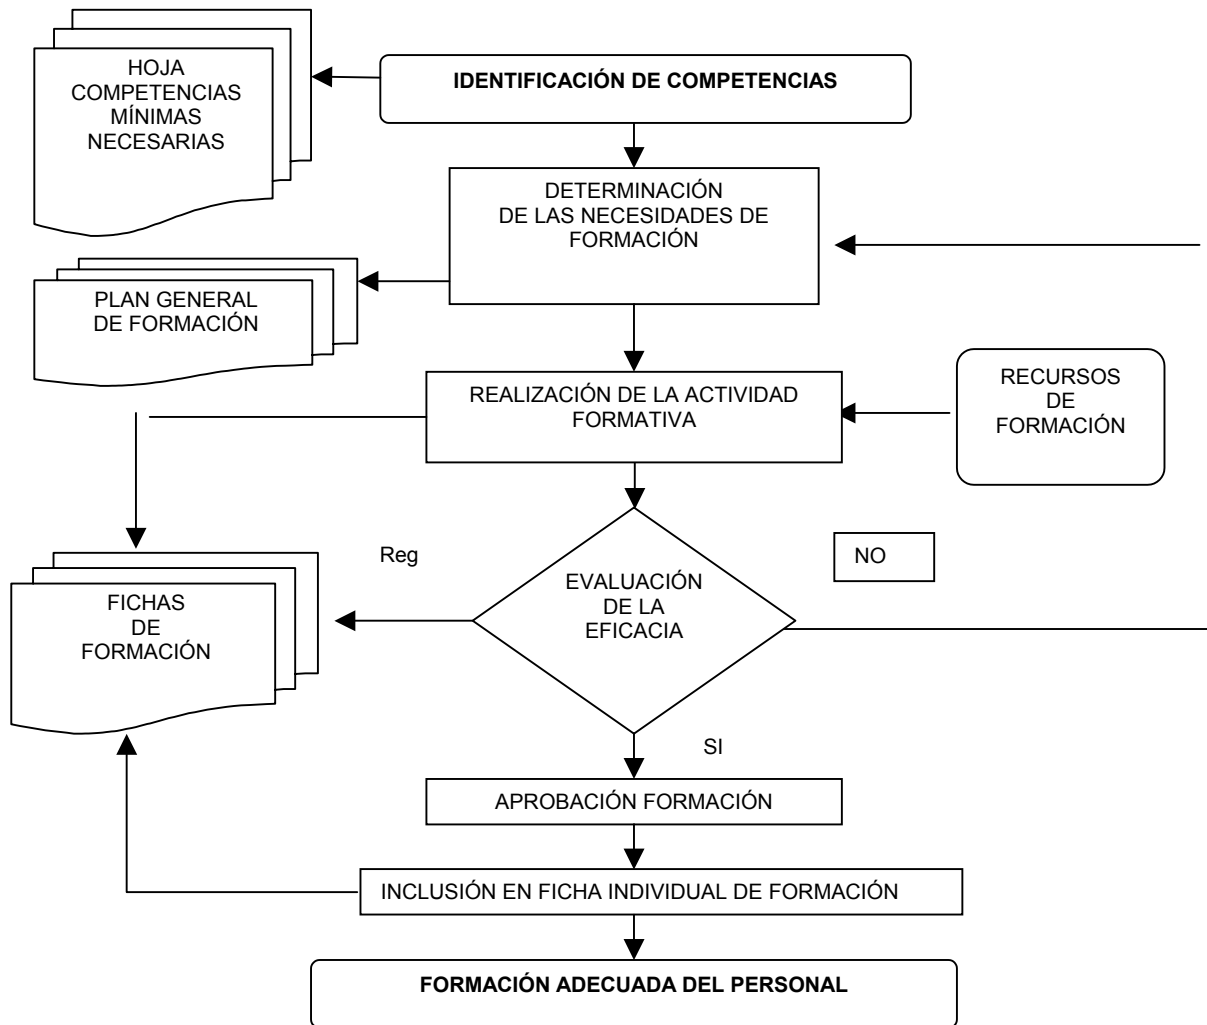 HOJA
COMPETENCIAS
MÍNIMAS
NECESARIAS
IDENTIFICACIÓN DE COMPETENCIAS
DETERMINACIÓN
DE LAS NECESIDADES DE
FORMACIÓN
PLAN GENERAL
DE FORMACIÓN
REALIZACIÓN DE LA ACTIVIDAD
FORMATIVA
RECURSOS
DE
FORMACIÓN
Reg
NO
EVALUACIÓN
DE LA
EFICACIA
FICHAS
DE
FORMACIÓN
SI
APROBACIÓN FORMACIÓN
INCLUSIÓN EN FICHA INDIVIDUAL DE FORMACIÓN
FORMACIÓN ADECUADA DEL PERSONAL